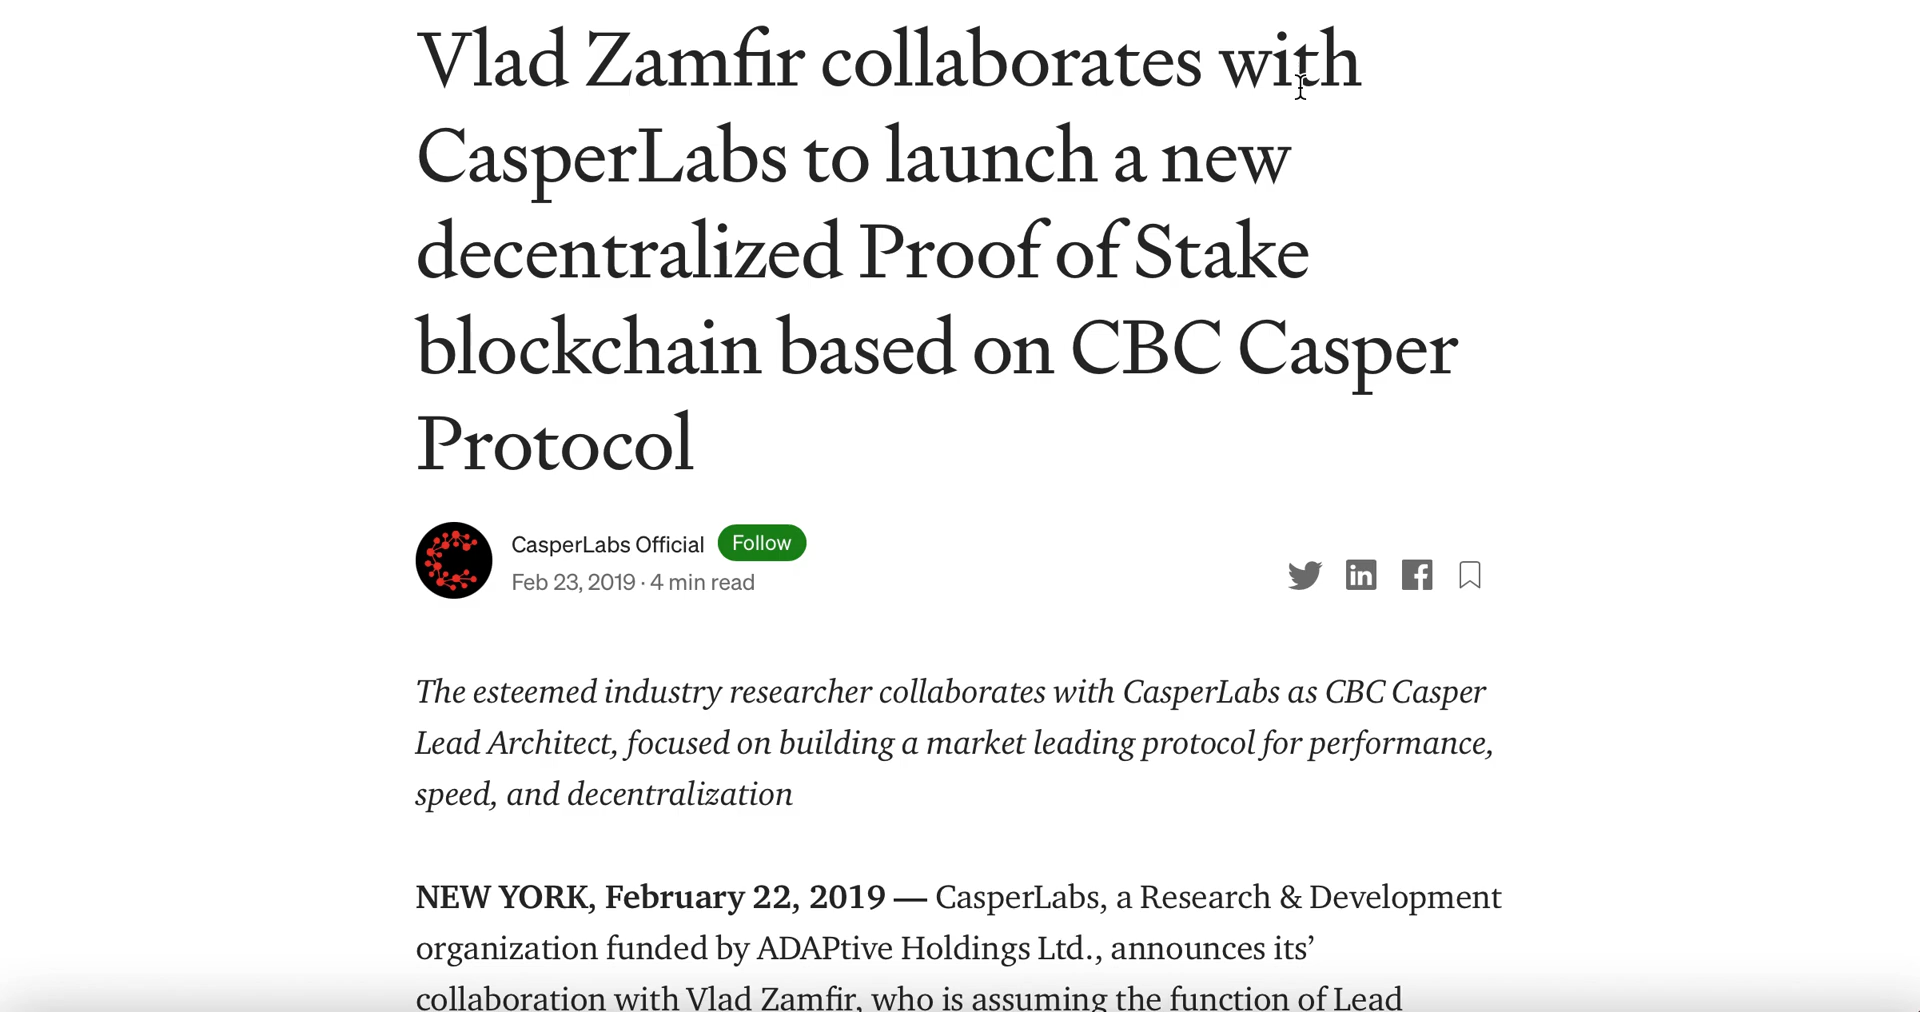 Vlad Zamfir collaborates with
CasperLabs to launch a new
decentralized Proof of Stake
blockchain based on CBC Casper
Protocol
CasperLabs Official Follow
Feb 23, 2019 · 4 min read
The esteemed industry researcher collaborates with CasperLabs as CBC Casper
Lead Architect, focused on building a market leading protocol for performance,
speed, and decentralization
NEW YORK, February 22, 2019 — CasperLabs, a Research & Development
organization funded by ADAPtive Holdings Ltd., announces its’
collaboration with Vlad Zamfir, who is assuming the function of Lead